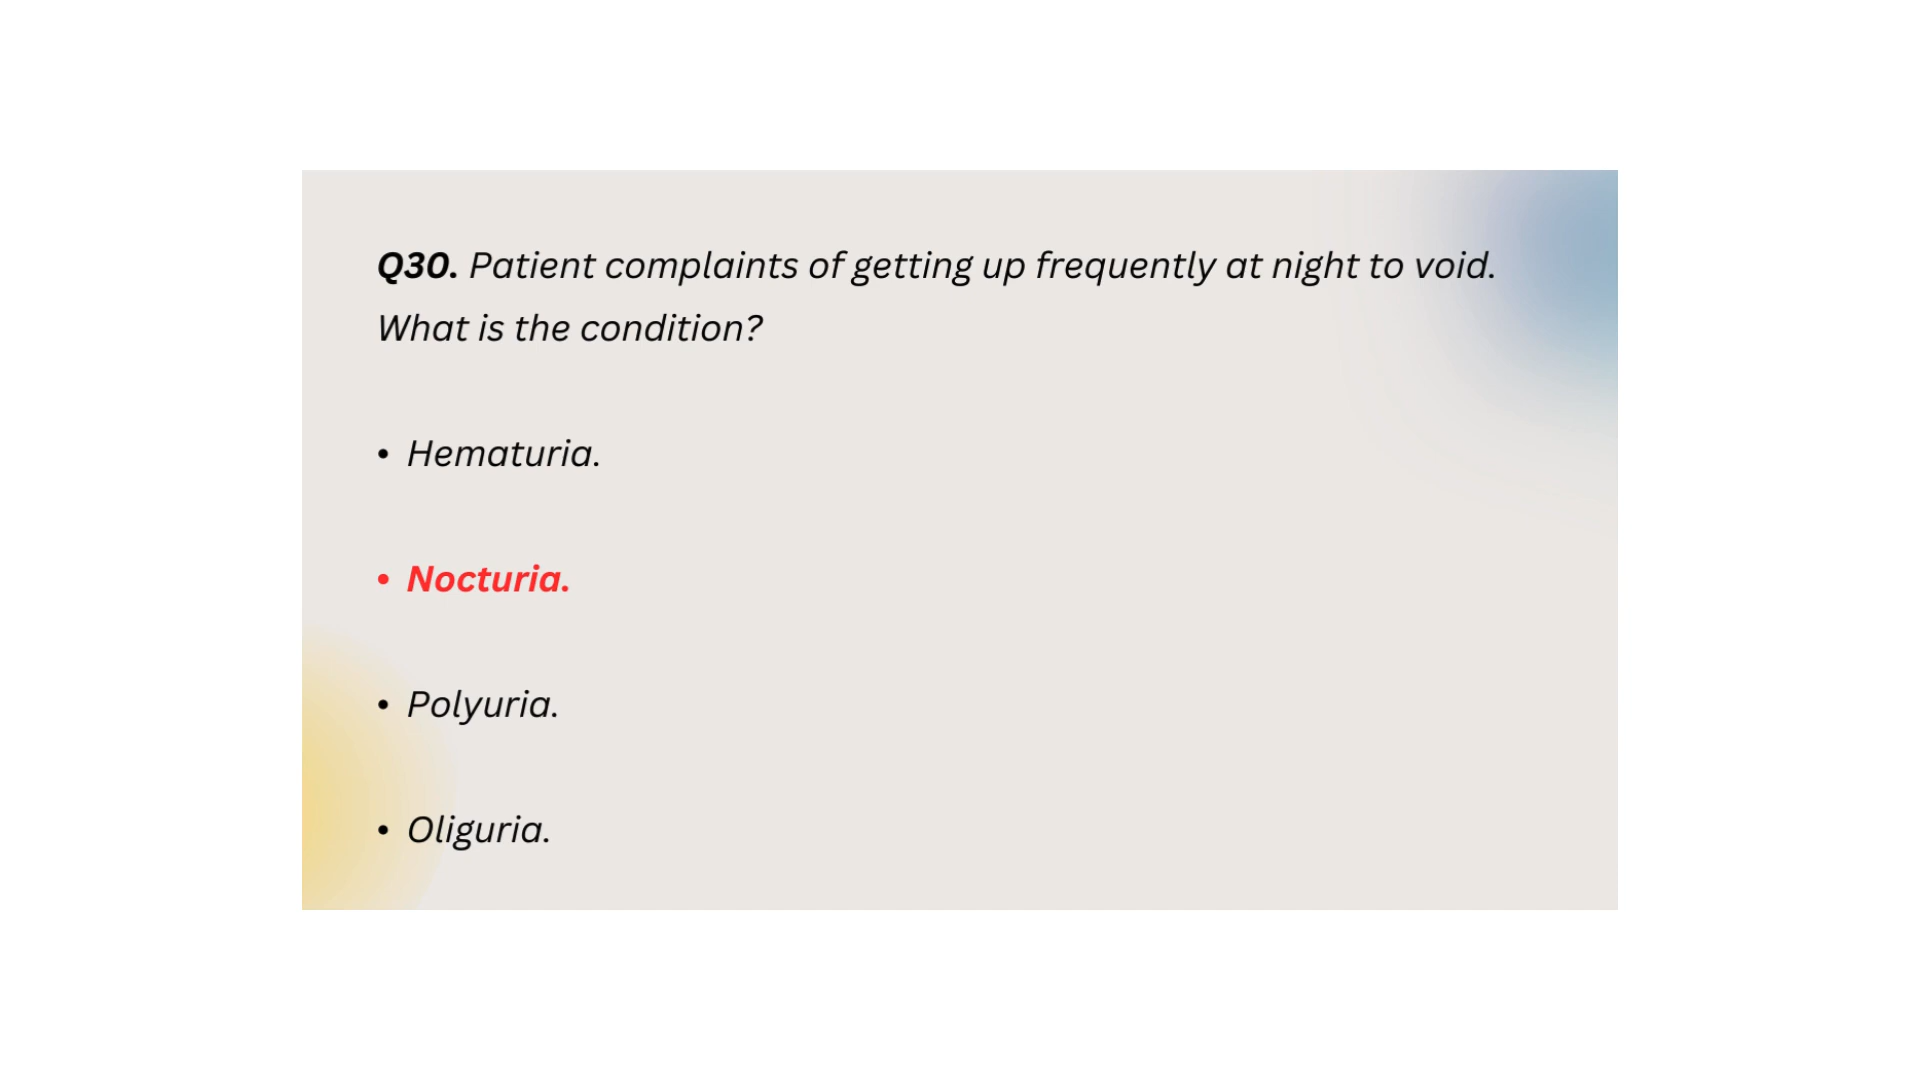 Q30. Patient complaints of getting up frequently at night to void.
What is the condition?
• Hematuria.
• Nocturia.
• Polyuria.
• Oliguria.